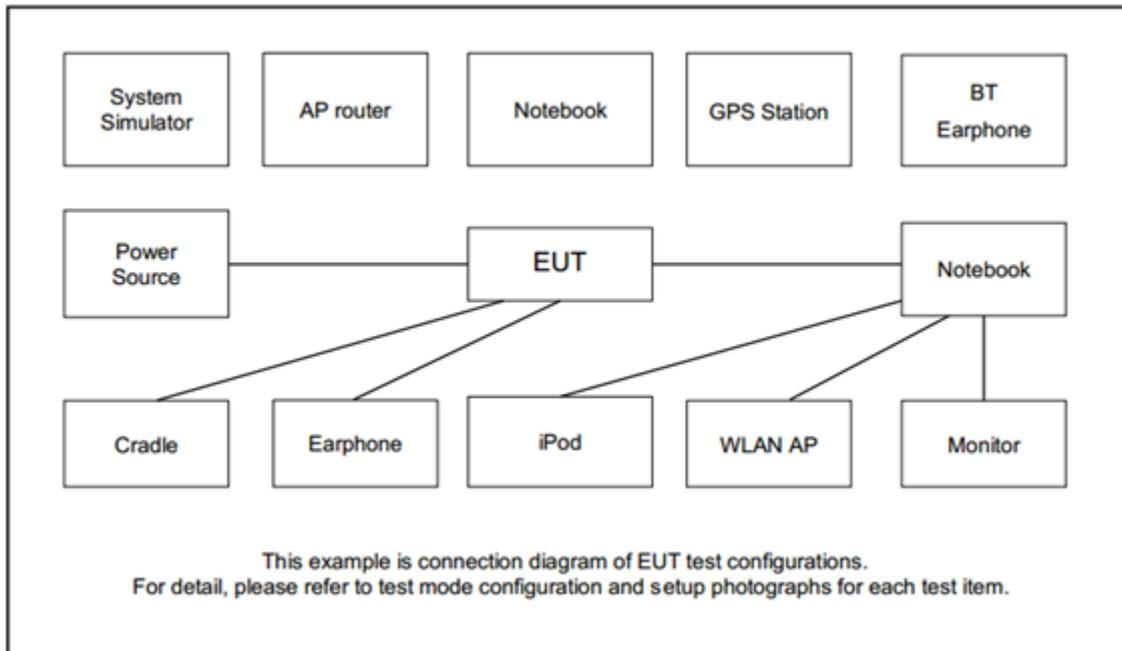 System
Simulator
AP router
Notebook
GPS Station
BT
Earphone
Power
Source
EUT
Notebook
Cradle
Earphone
iPod
WLAN AP
Monitor
This example is connection diagram of EUT test configurations.
For detail, please refer to test mode configuration and setup photographs for each test item.